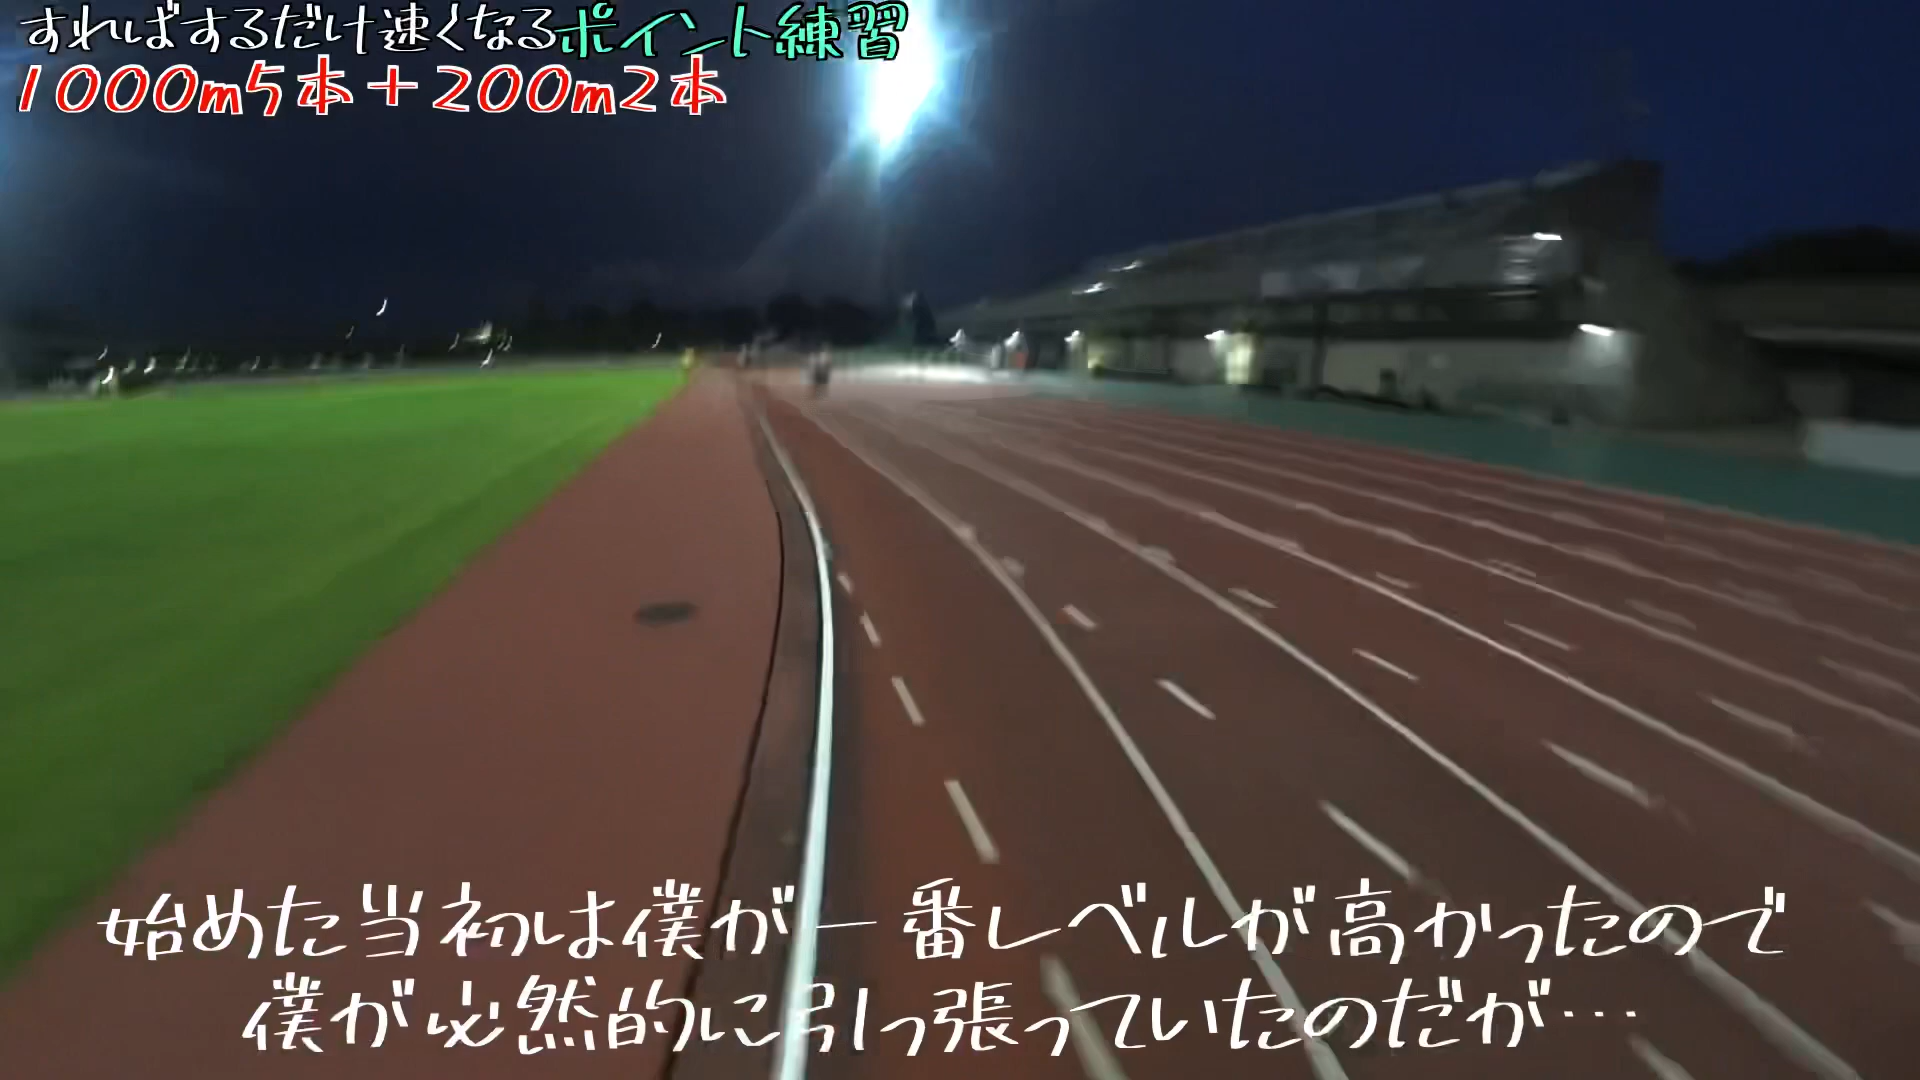 すればするだけ速くなるポイント練習
1000m5本＋200m2本
始めた当初は僕が一番レベルが高かったので
僕が必然的に引っ張っていたのだが…